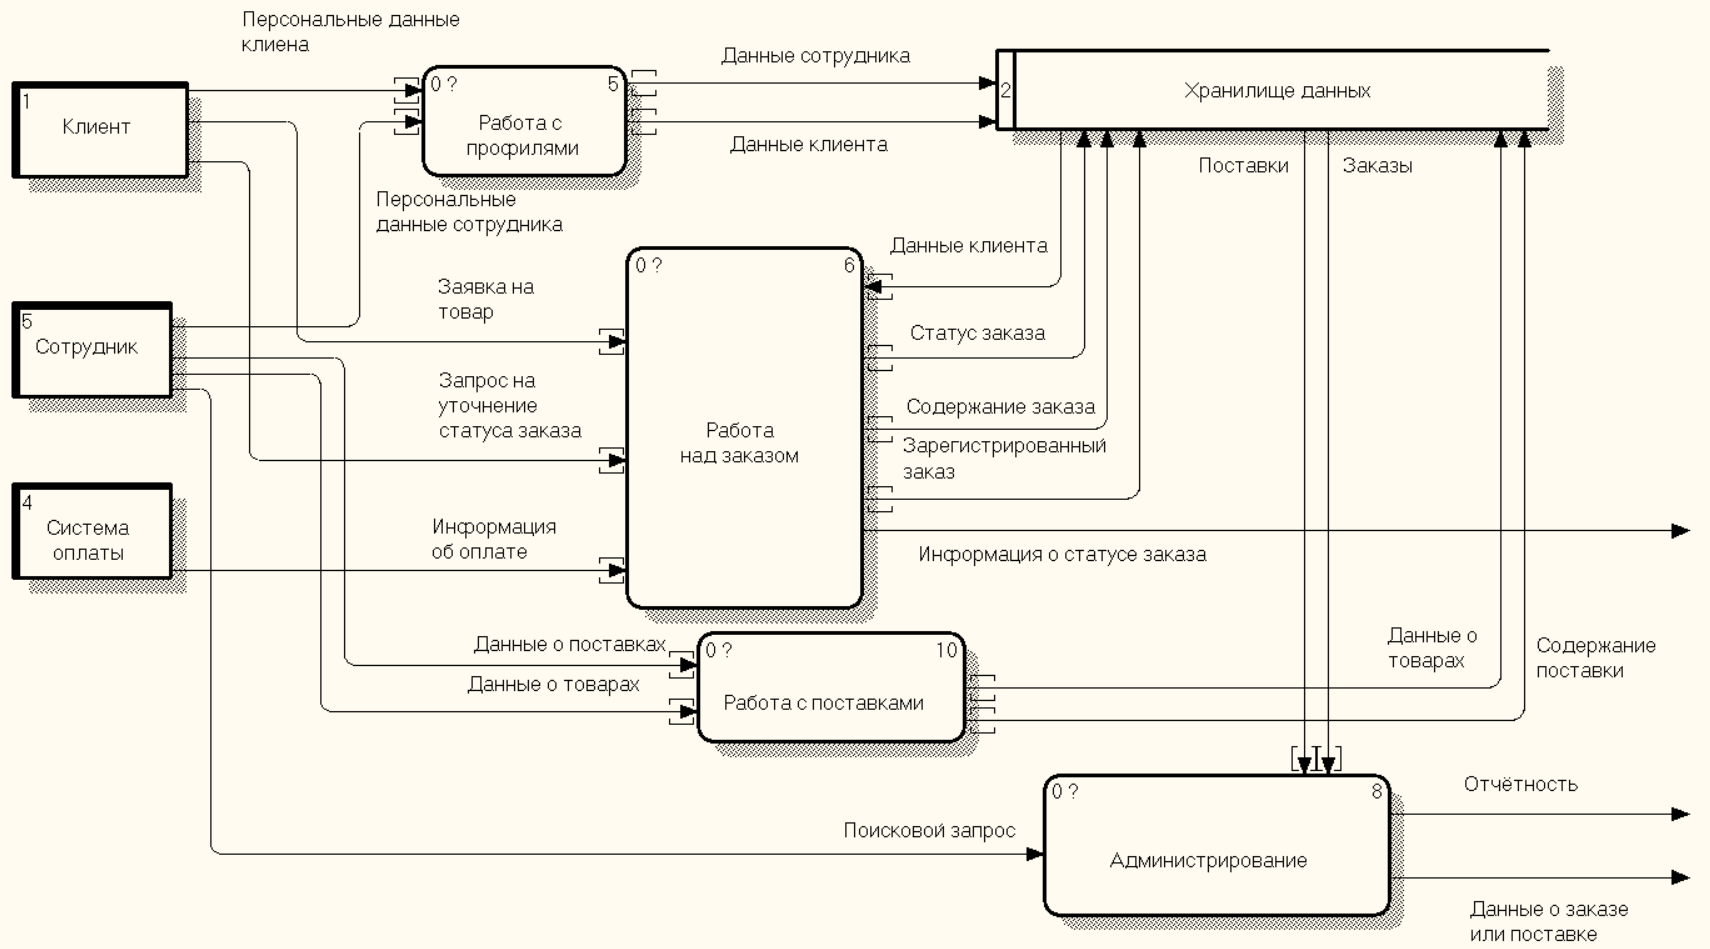 Персональные данные
клиена
1
Клиент
0 ?
5
Работа с
профилями
Данные сотрудника
Данные клиента
2
Хранилище данных
Поставки
Заказы
Персональные
данные сотрудника
5
Сотрудник
Заявка на
товар
0 ?
6
Работа
над заказом
Данные клиента
Статус заказа
Запрос на
уточнение
статуса заказа
Содержание заказа
Зарегистрированный
заказ
4
Система
оплаты
Информация
об оплате
Информация о статусе заказа
Данные о поставках
Данные о товарах
0 ?
10
Работа с поставками
Данные о
товарах
Содержание
поставки
Поисковой запрос
0 ?
8
Администрирование
Отчётность
Данные о заказе
или поставке